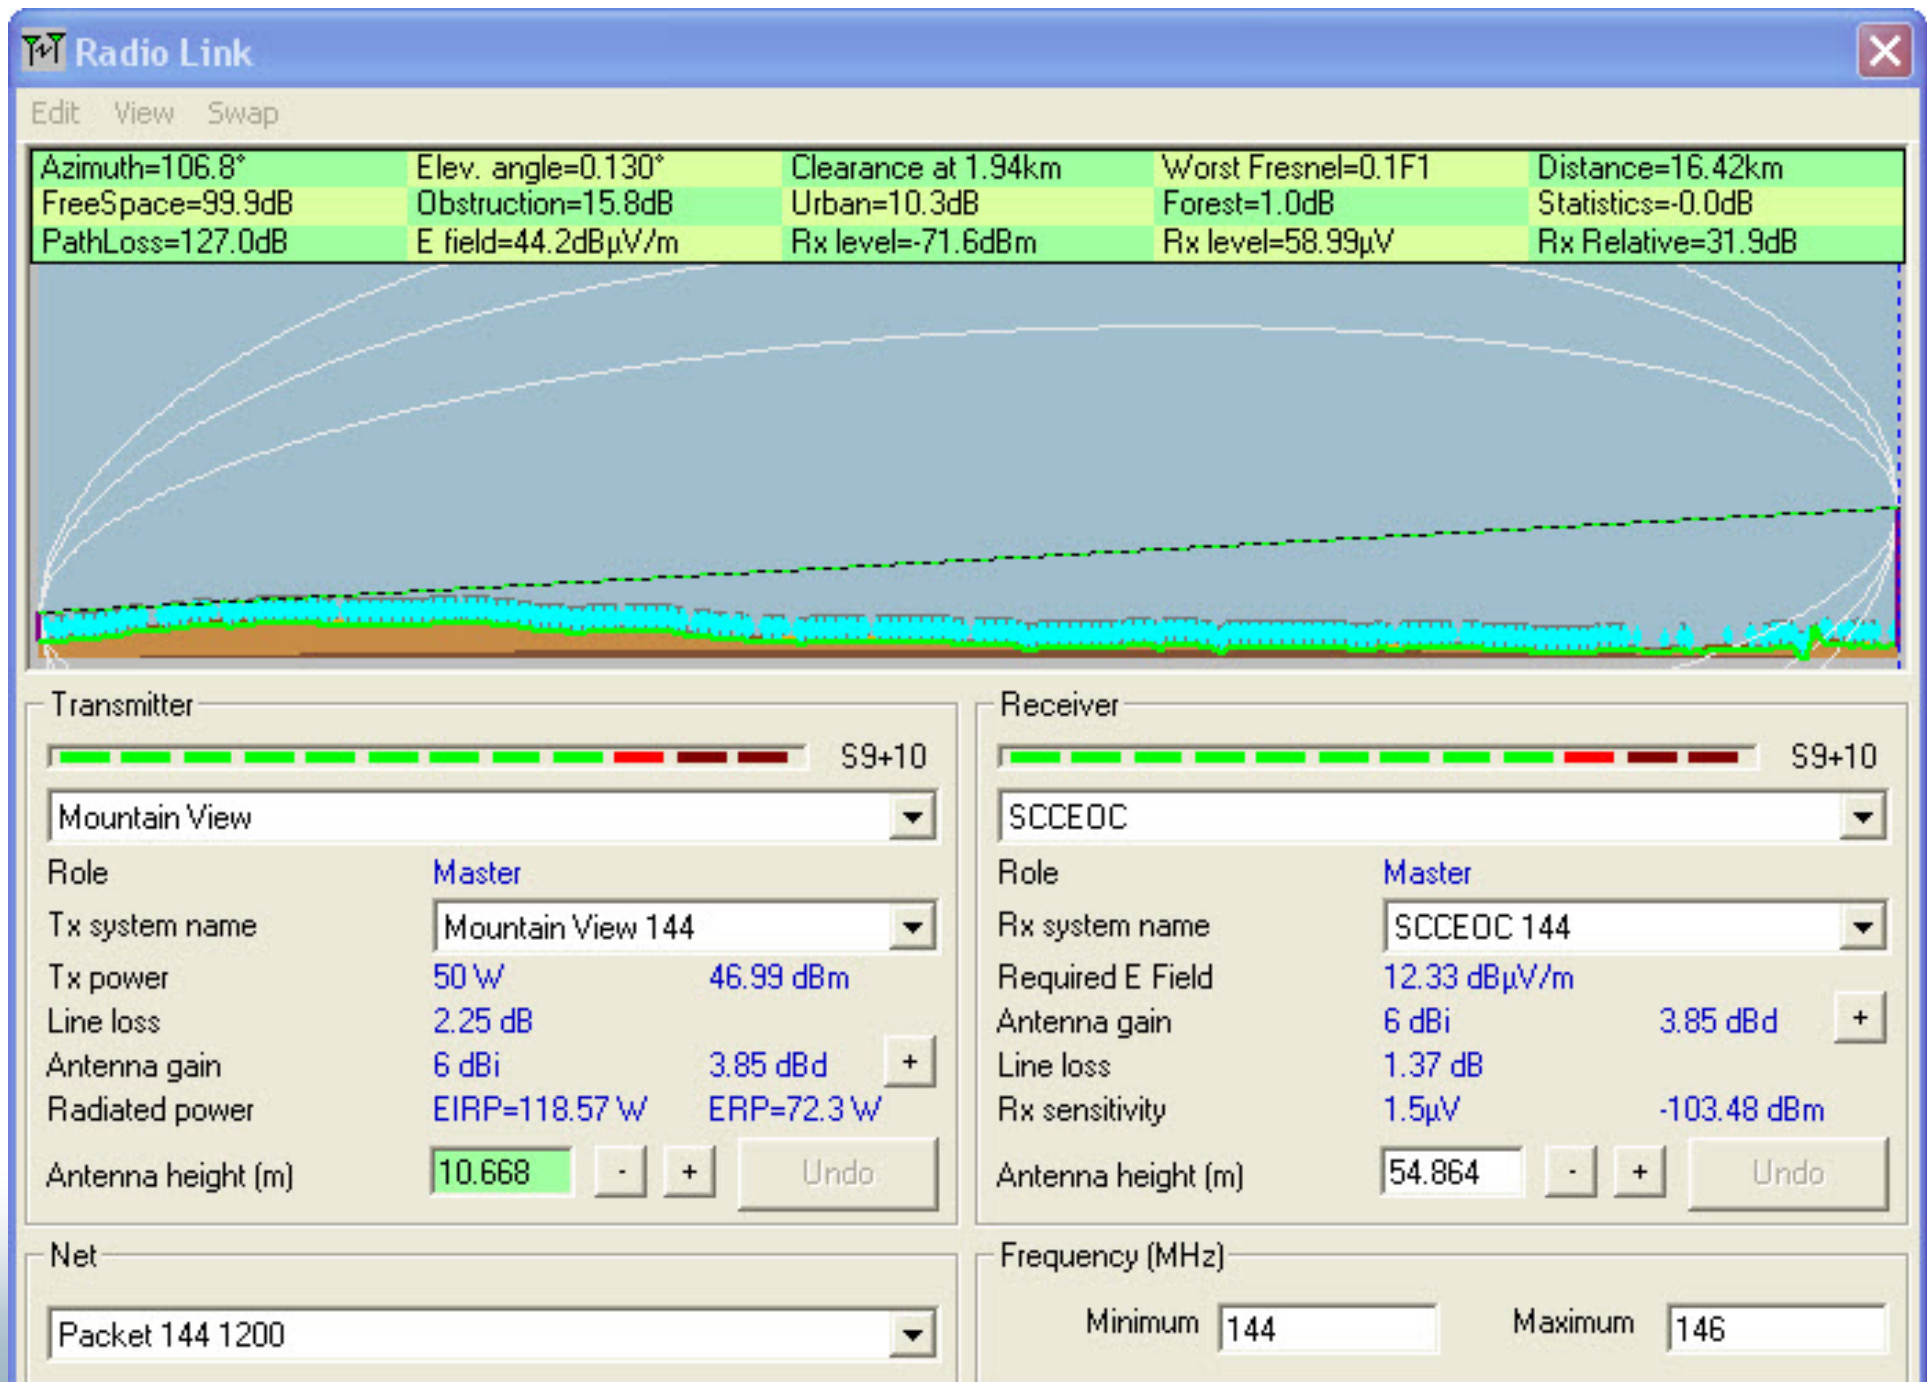 Radio Link
Edit View Swap
Azimuth=106.8° Elev. angle=0.130° Clearance at 1.94km Worst Fresnel=0.1F1 Distance=16.42km
FreeSpace=99.9dB Obstruction=15.8dB Urban=10.3dB Forest=1.0dB Statistics=-0.0dB
PathLoss=127.0dB E field=44.2dBµV/m Rx level=-71.6dBm Rx level=58.99µV Rx Relative=31.9dB
Transmitter
S9+10
Mountain View
Role Master
Tx system name Mountain View 144
Tx power 50 W 46.99 dBm
Line loss 2.25 dB
Antenna gain 6 dBi 3.85 dBd +
Radiated power EIRP=118.57 W ERP=72.3 W
Antenna height (m) 10.668 - + Undo
Receiver
S9+10
SCCEOC
Role Master
Rx system name SCCEOC 144
Required E Field 12.33 dBµV/m
Antenna gain 6 dBi 3.85 dBd +
Line loss 1.37 dB
Rx sensitivity 1.5µV -103.48 dBm
Antenna height (m) 54.864 - + Undo
Net
Packet 144 1200
Frequency (MHz)
Minimum 144 Maximum 146